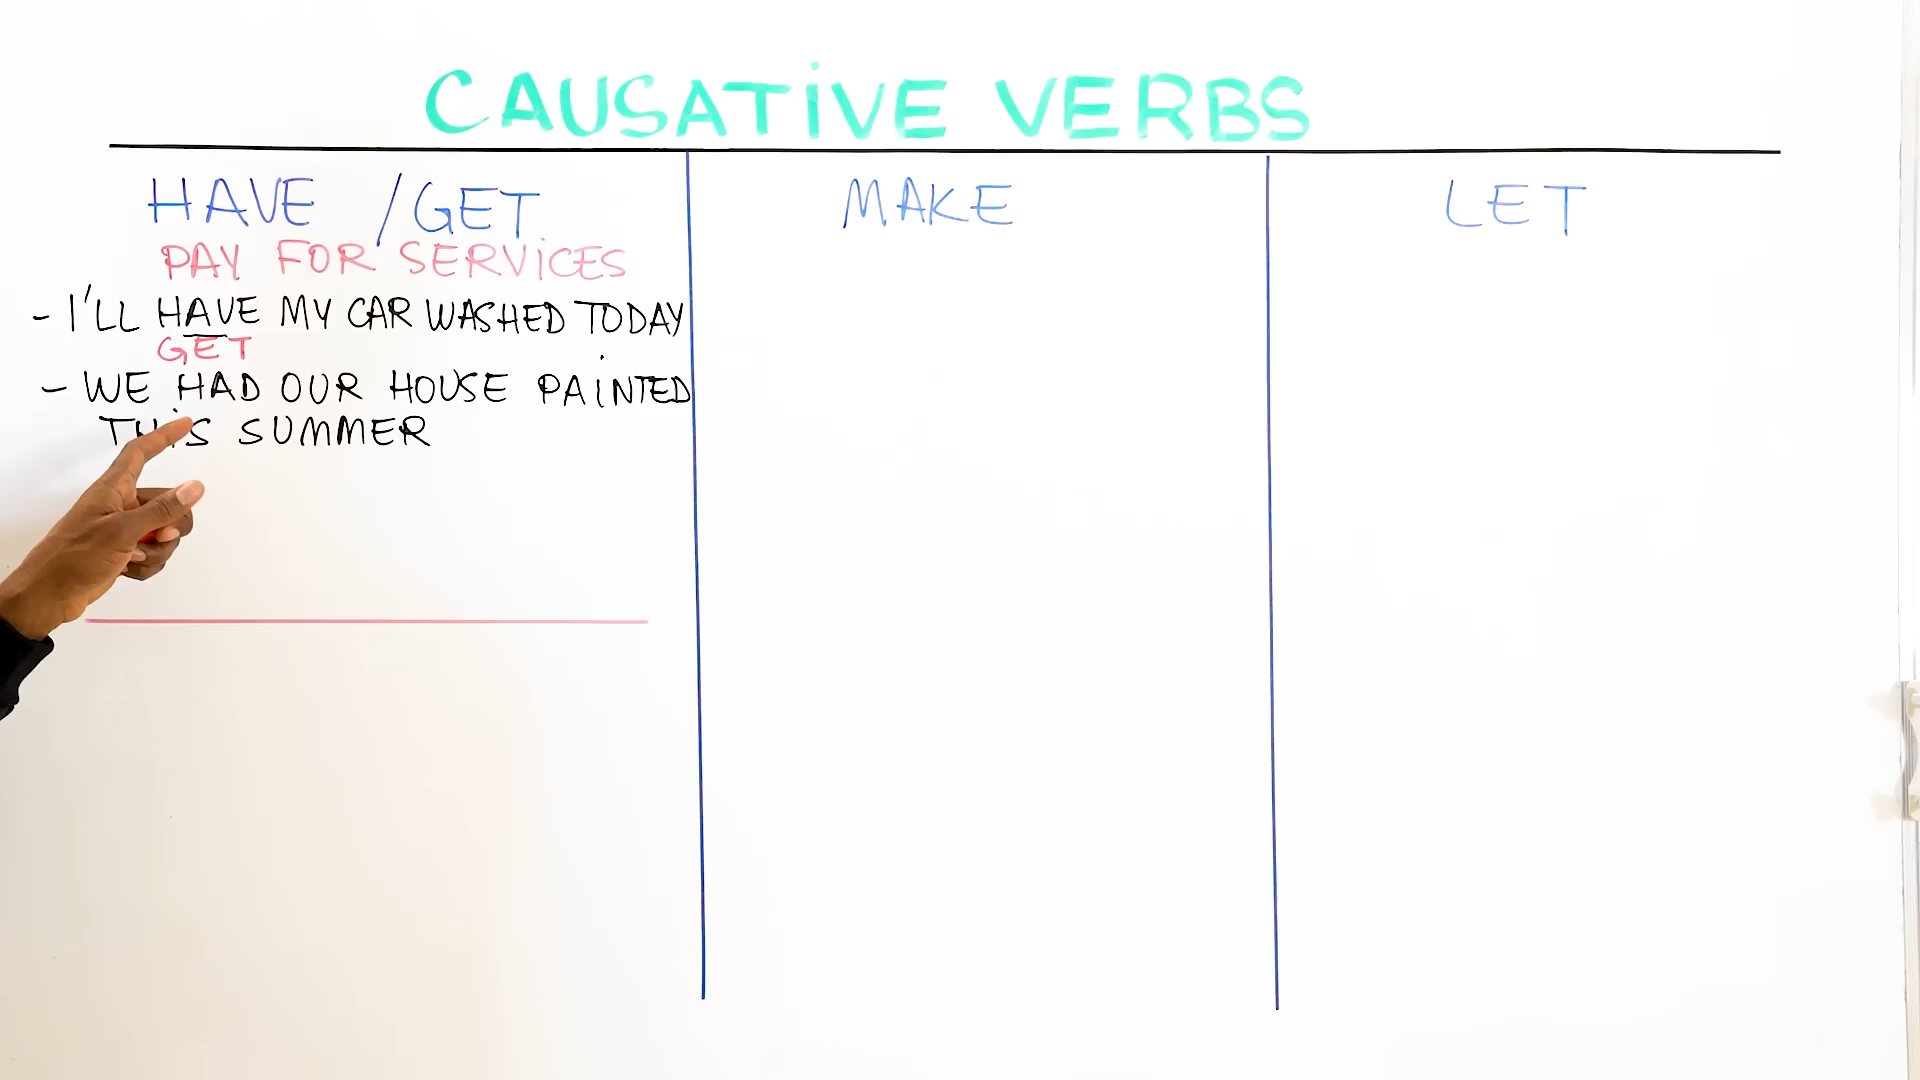 CAUSATiVE VERBS
HAVE / GET
PAY FOR SERViCES
- I'LL HAVE MY CAR WASHED TODAY
GET
- WE HAD OUR HOUSE PAiNTED
THiS SUMMER
MAKE
LET